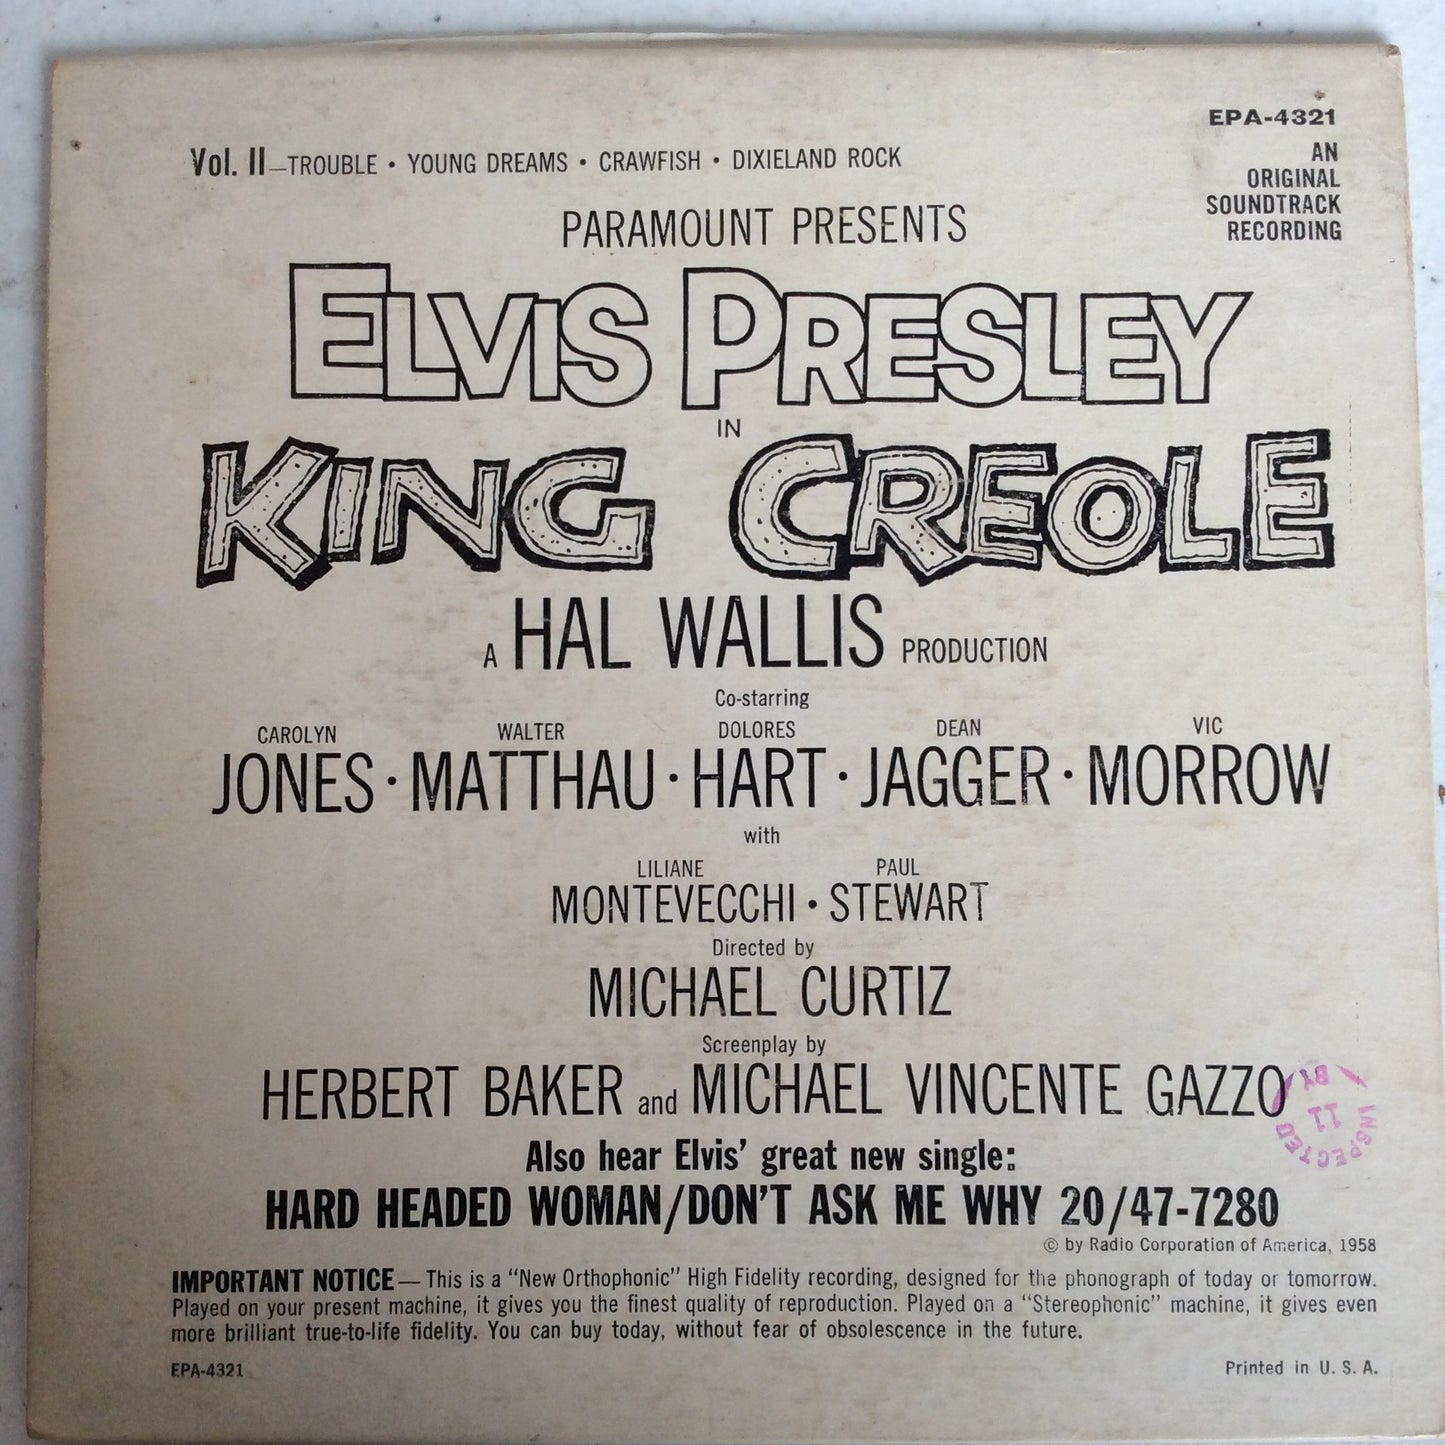 EPA-4321
Vol. II—TROUBLE • YOUNG DREAMS • CRAWFISH • DIXIELAND ROCK
AN
ORIGINAL
SOUNDTRACK
RECORDING
PARAMOUNT PRESENTS
ELVIS PRESLEY
IN
KING CREOLE
A HAL WALLIS PRODUCTION
Co-starring
CAROLYN WALTER DOLORES DEAN VIC
JONES • MATTHAU • HART • JAGGER • MORROW
with
LILIANE PAUL
MONTEVECCHI • STEWART
Directed by
MICHAEL CURTIZ
Screenplay by
HERBERT BAKER and MICHAEL VINCENTE GAZZO
INSPECTED
11
BY
Also hear Elvis' great new single:
HARD HEADED WOMAN/DON'T ASK ME WHY 20/47-7280
© by Radio Corporation of America, 1958
IMPORTANT NOTICE—This is a "New Orthophonic" High Fidelity recording, designed for the phonograph of today or tomorrow.
Played on your present machine, it gives you the finest quality of reproduction. Played on a "Stereophonic" machine, it gives even
more brilliant true-to-life fidelity. You can buy today, without fear of obsolescence in the future.
EPA-4321
Printed in U. S. A.